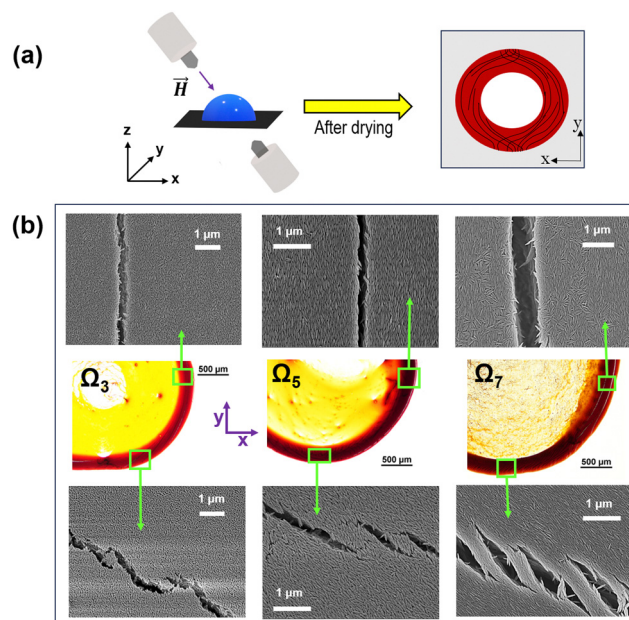 (a)
H
z
y
x
After drying
y
x
(b)
1 µm
1 µm
1 µm
Ω3
500 µm
Ω5
500 µm
Ω7
500 µm
y
x
1 µm
1 µm
1 µm